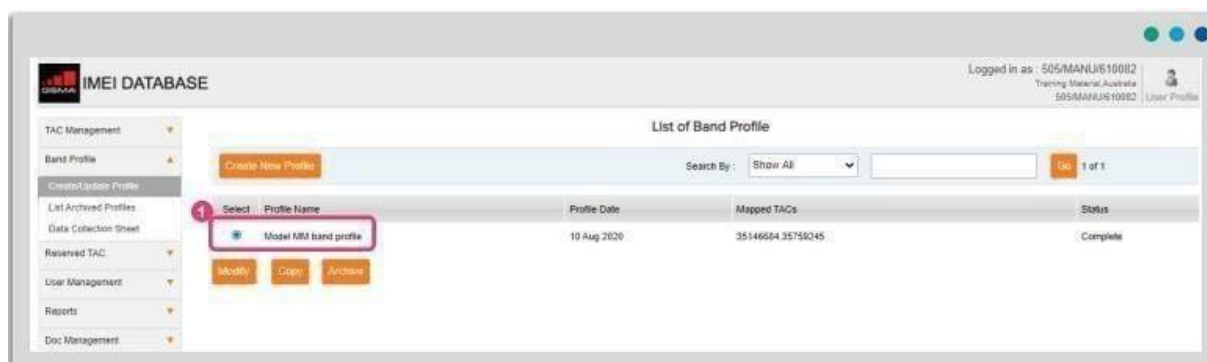 GSMA IMEI DATABASE
Logged in as : 505/MANU/610082
Training Material,Australia
505/MANU/610082
User Profile
TAC Management
Band Profile
Create/Update Profile
List Archived Profiles
Data Collection Sheet
Reserved TAC
User Management
Reports
Doc Management
List of Band Profile
Create New Profile
Search By : Show All Go 1 of 1
Select Profile Name Profile Date Mapped TACs Status
1
Model MM band profile 10 Aug 2020 35146684,35759245 Complete
Modify Copy Archive